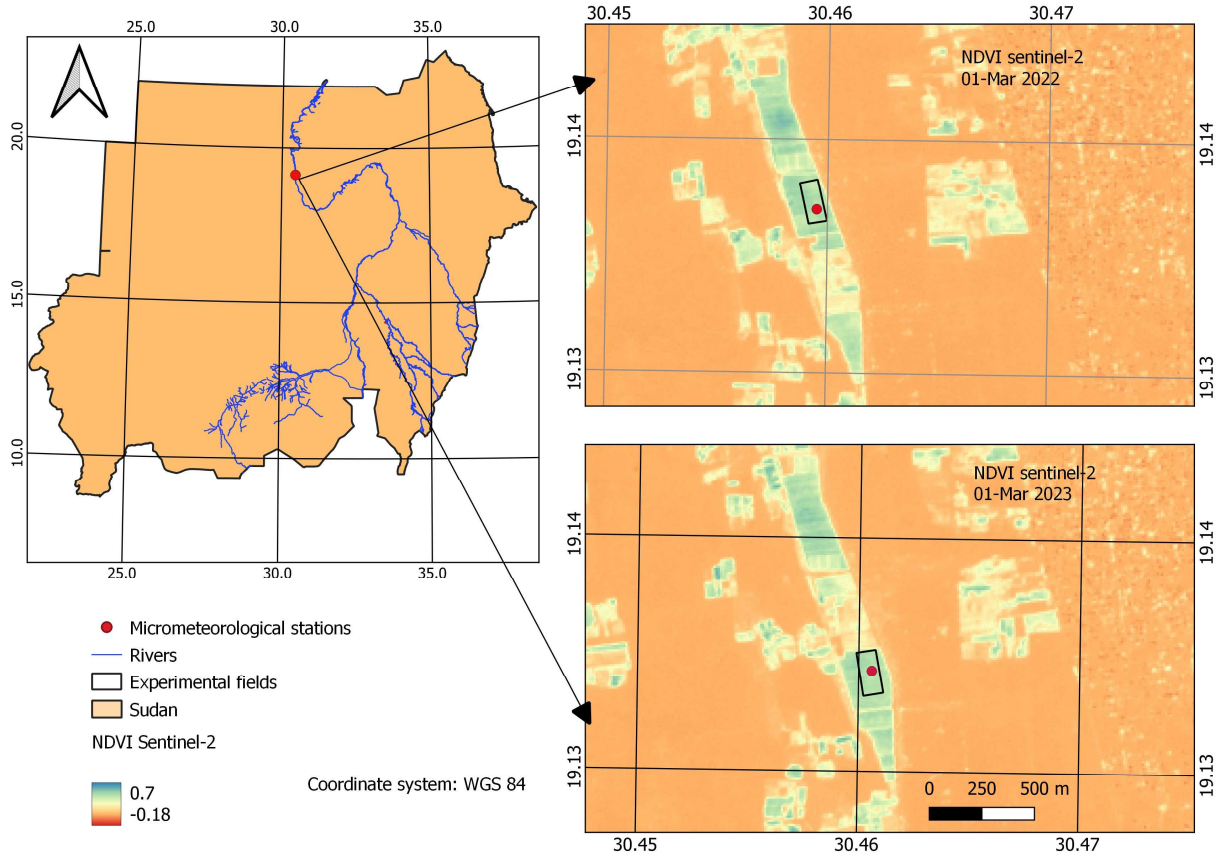 25.0
30.0
35.0
20.0
15.0
10.0
25.0
30.0
35.0
Micrometeorological stations
Rivers
Experimental fields
Sudan
NDVI Sentinel-2
0.7
-0.18
Coordinate system: WGS 84
30.45
30.46
30.47
NDVI sentinel-2
01-Mar 2022
19.14
19.14
19.13
19.13
NDVI sentinel-2
01-Mar 2023
19.14
19.14
19.13
19.13
0 250 500 m
30.45
30.46
30.47